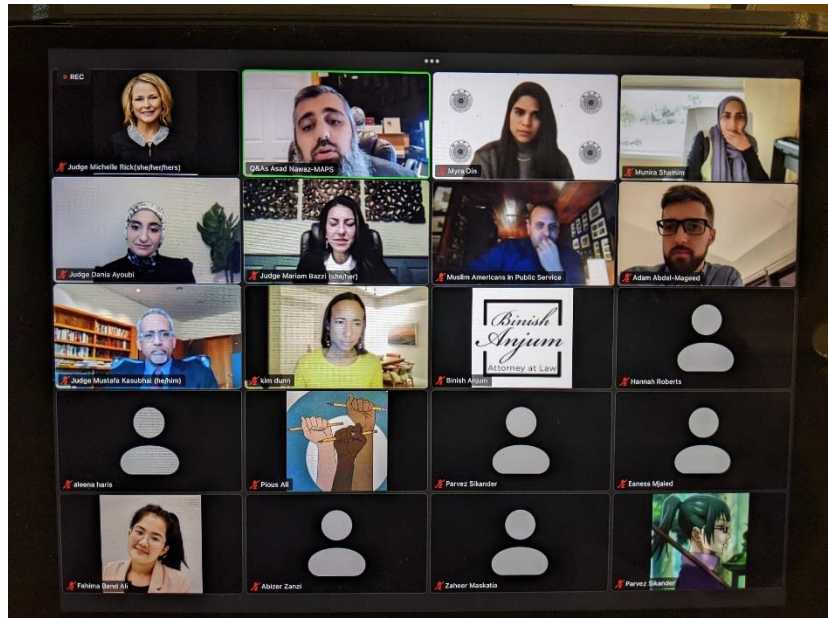 REC
Judge Michelle Rick(she/her/hers)
Q&As Asad Nawaz-MAPS
Myra Din
Munira Shamim
Judge Dania Ayoubi
Judge Mariam Bazzi (she/her)
Muslim Americans in Public Service
Adam Abdal-Mageed
Judge Mustafa Kasubhai (he/him)
kim dunn
Binish
Anjum
Attorney at Law
Binish Anjum
Hannah Roberts
aleena haris
Pious Ali
Parvez Sikander
Eaness Mjaied
Fahima Band Ali
Abizer Zanzi
Zaheer Maskatia
Parvez Sikander